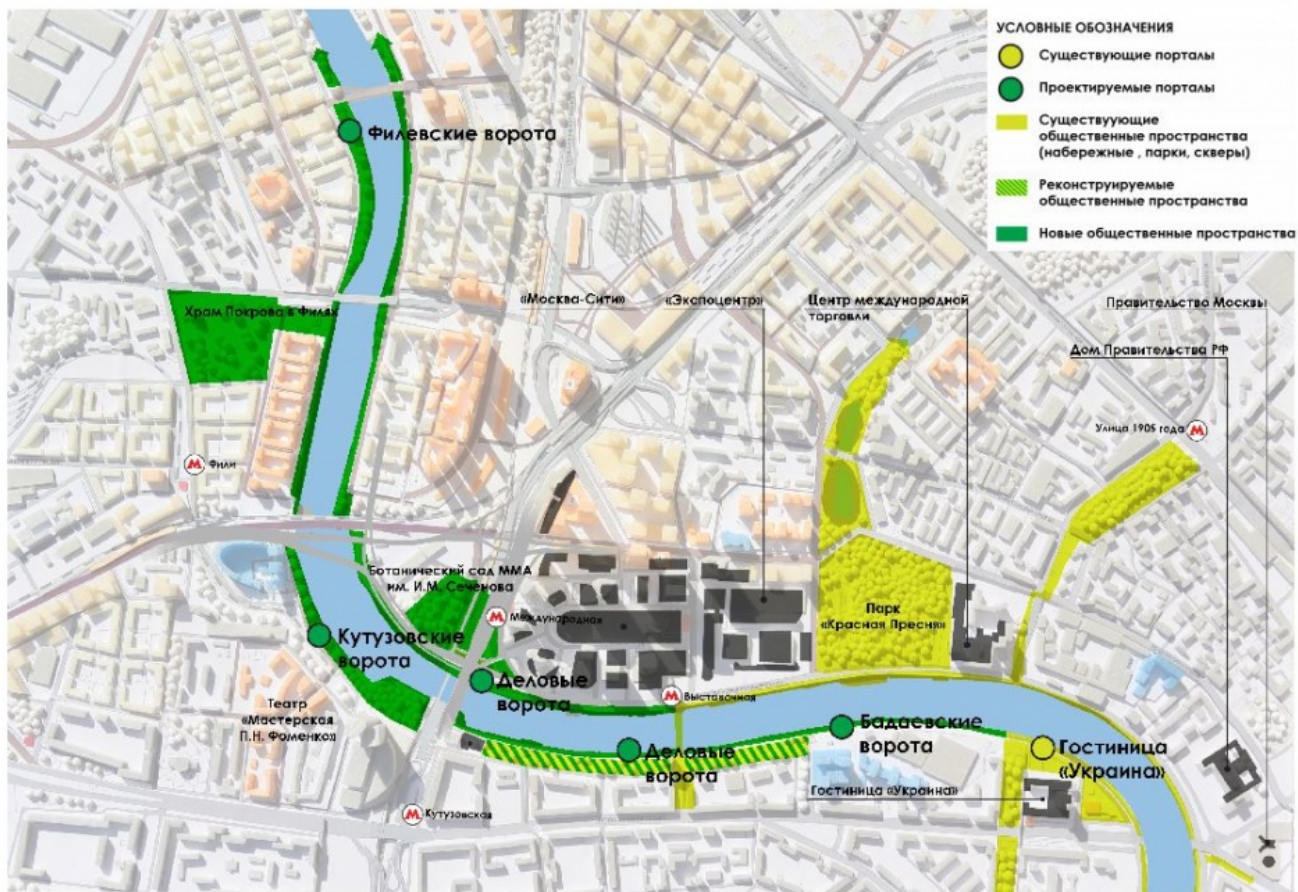 УСЛОВНЫЕ ОБОЗНАЧЕНИЯ
Существующие порталы
Проектируемые порталы
Существуующие
общественные пространства
(набережные , парки, скверы)
Реконструируемые
общественные пространства
Новые общественные пространства
Филевские ворота
«Москва-Сити»
«Экспоцентр»
Центр международной
торговли
Правительство Москвы
Храм Покрова в Филях
Дом Правительства РФ
Улица 1905 года
М
М
Фили
Ботанический сад ММА
им. И.М. Сеченова
М
Международная
Парк
«Красная Пресня»
Кутузовские
ворота
Деловые
ворота
М
Выставочная
Театр
«Мастерская
П.Н. Фоменко»
Деловые
ворота
Бадаевские
ворота
Гостиница
«Украина»
Гостиница «Украина»
М
Кутузовская